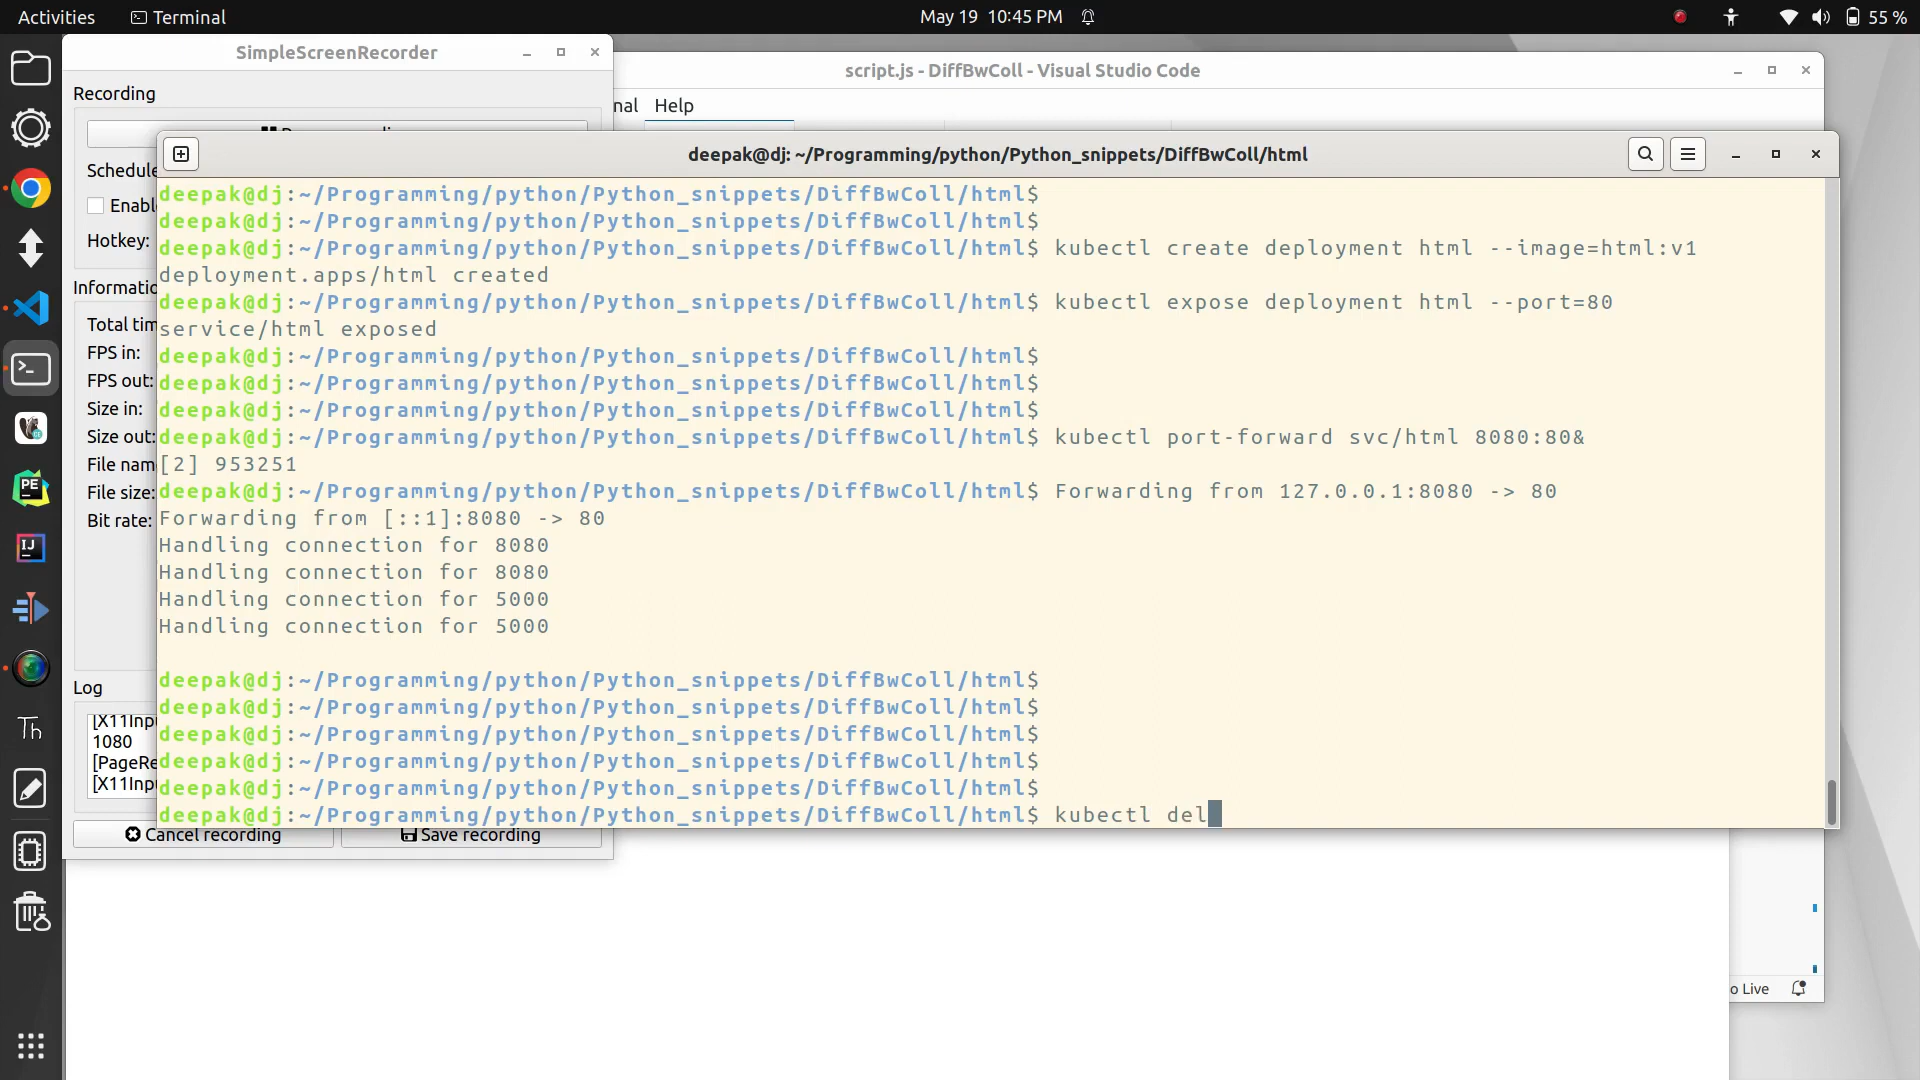 Activities
Terminal
May 19 10:45 PM
55 %
SimpleScreenRecorder
script.js - DiffBwColl - Visual Studio Code
Recording
nal Help
deepak@dj: ~/Programming/python/Python_snippets/DiffBwColl/html
Schedule
Enabl
Hotkey:
Informatio
Total tim
FPS in:
FPS out:
Size in:
Size out:
File nam
File size:
Bit rate:
Log
[X11Inpu
1080
[PageRe
[X11Inpu
Cancel recording
Save recording
deepak@dj:~/Programming/python/Python_snippets/DiffBwColl/html$
deepak@dj:~/Programming/python/Python_snippets/DiffBwColl/html$
deepak@dj:~/Programming/python/Python_snippets/DiffBwColl/html$ kubectl create deployment html --image=html:v1
deployment.apps/html created
deepak@dj:~/Programming/python/Python_snippets/DiffBwColl/html$ kubectl expose deployment html --port=80
service/html exposed
deepak@dj:~/Programming/python/Python_snippets/DiffBwColl/html$
deepak@dj:~/Programming/python/Python_snippets/DiffBwColl/html$
deepak@dj:~/Programming/python/Python_snippets/DiffBwColl/html$
deepak@dj:~/Programming/python/Python_snippets/DiffBwColl/html$ kubectl port-forward svc/html 8080:80&
[2] 953251
deepak@dj:~/Programming/python/Python_snippets/DiffBwColl/html$ Forwarding from 127.0.0.1:8080 -> 80
Forwarding from [::1]:8080 -> 80
Handling connection for 8080
Handling connection for 8080
Handling connection for 5000
Handling connection for 5000
deepak@dj:~/Programming/python/Python_snippets/DiffBwColl/html$
deepak@dj:~/Programming/python/Python_snippets/DiffBwColl/html$
deepak@dj:~/Programming/python/Python_snippets/DiffBwColl/html$
deepak@dj:~/Programming/python/Python_snippets/DiffBwColl/html$
deepak@dj:~/Programming/python/Python_snippets/DiffBwColl/html$
deepak@dj:~/Programming/python/Python_snippets/DiffBwColl/html$ kubectl del
o Live
PE
IJ
Th